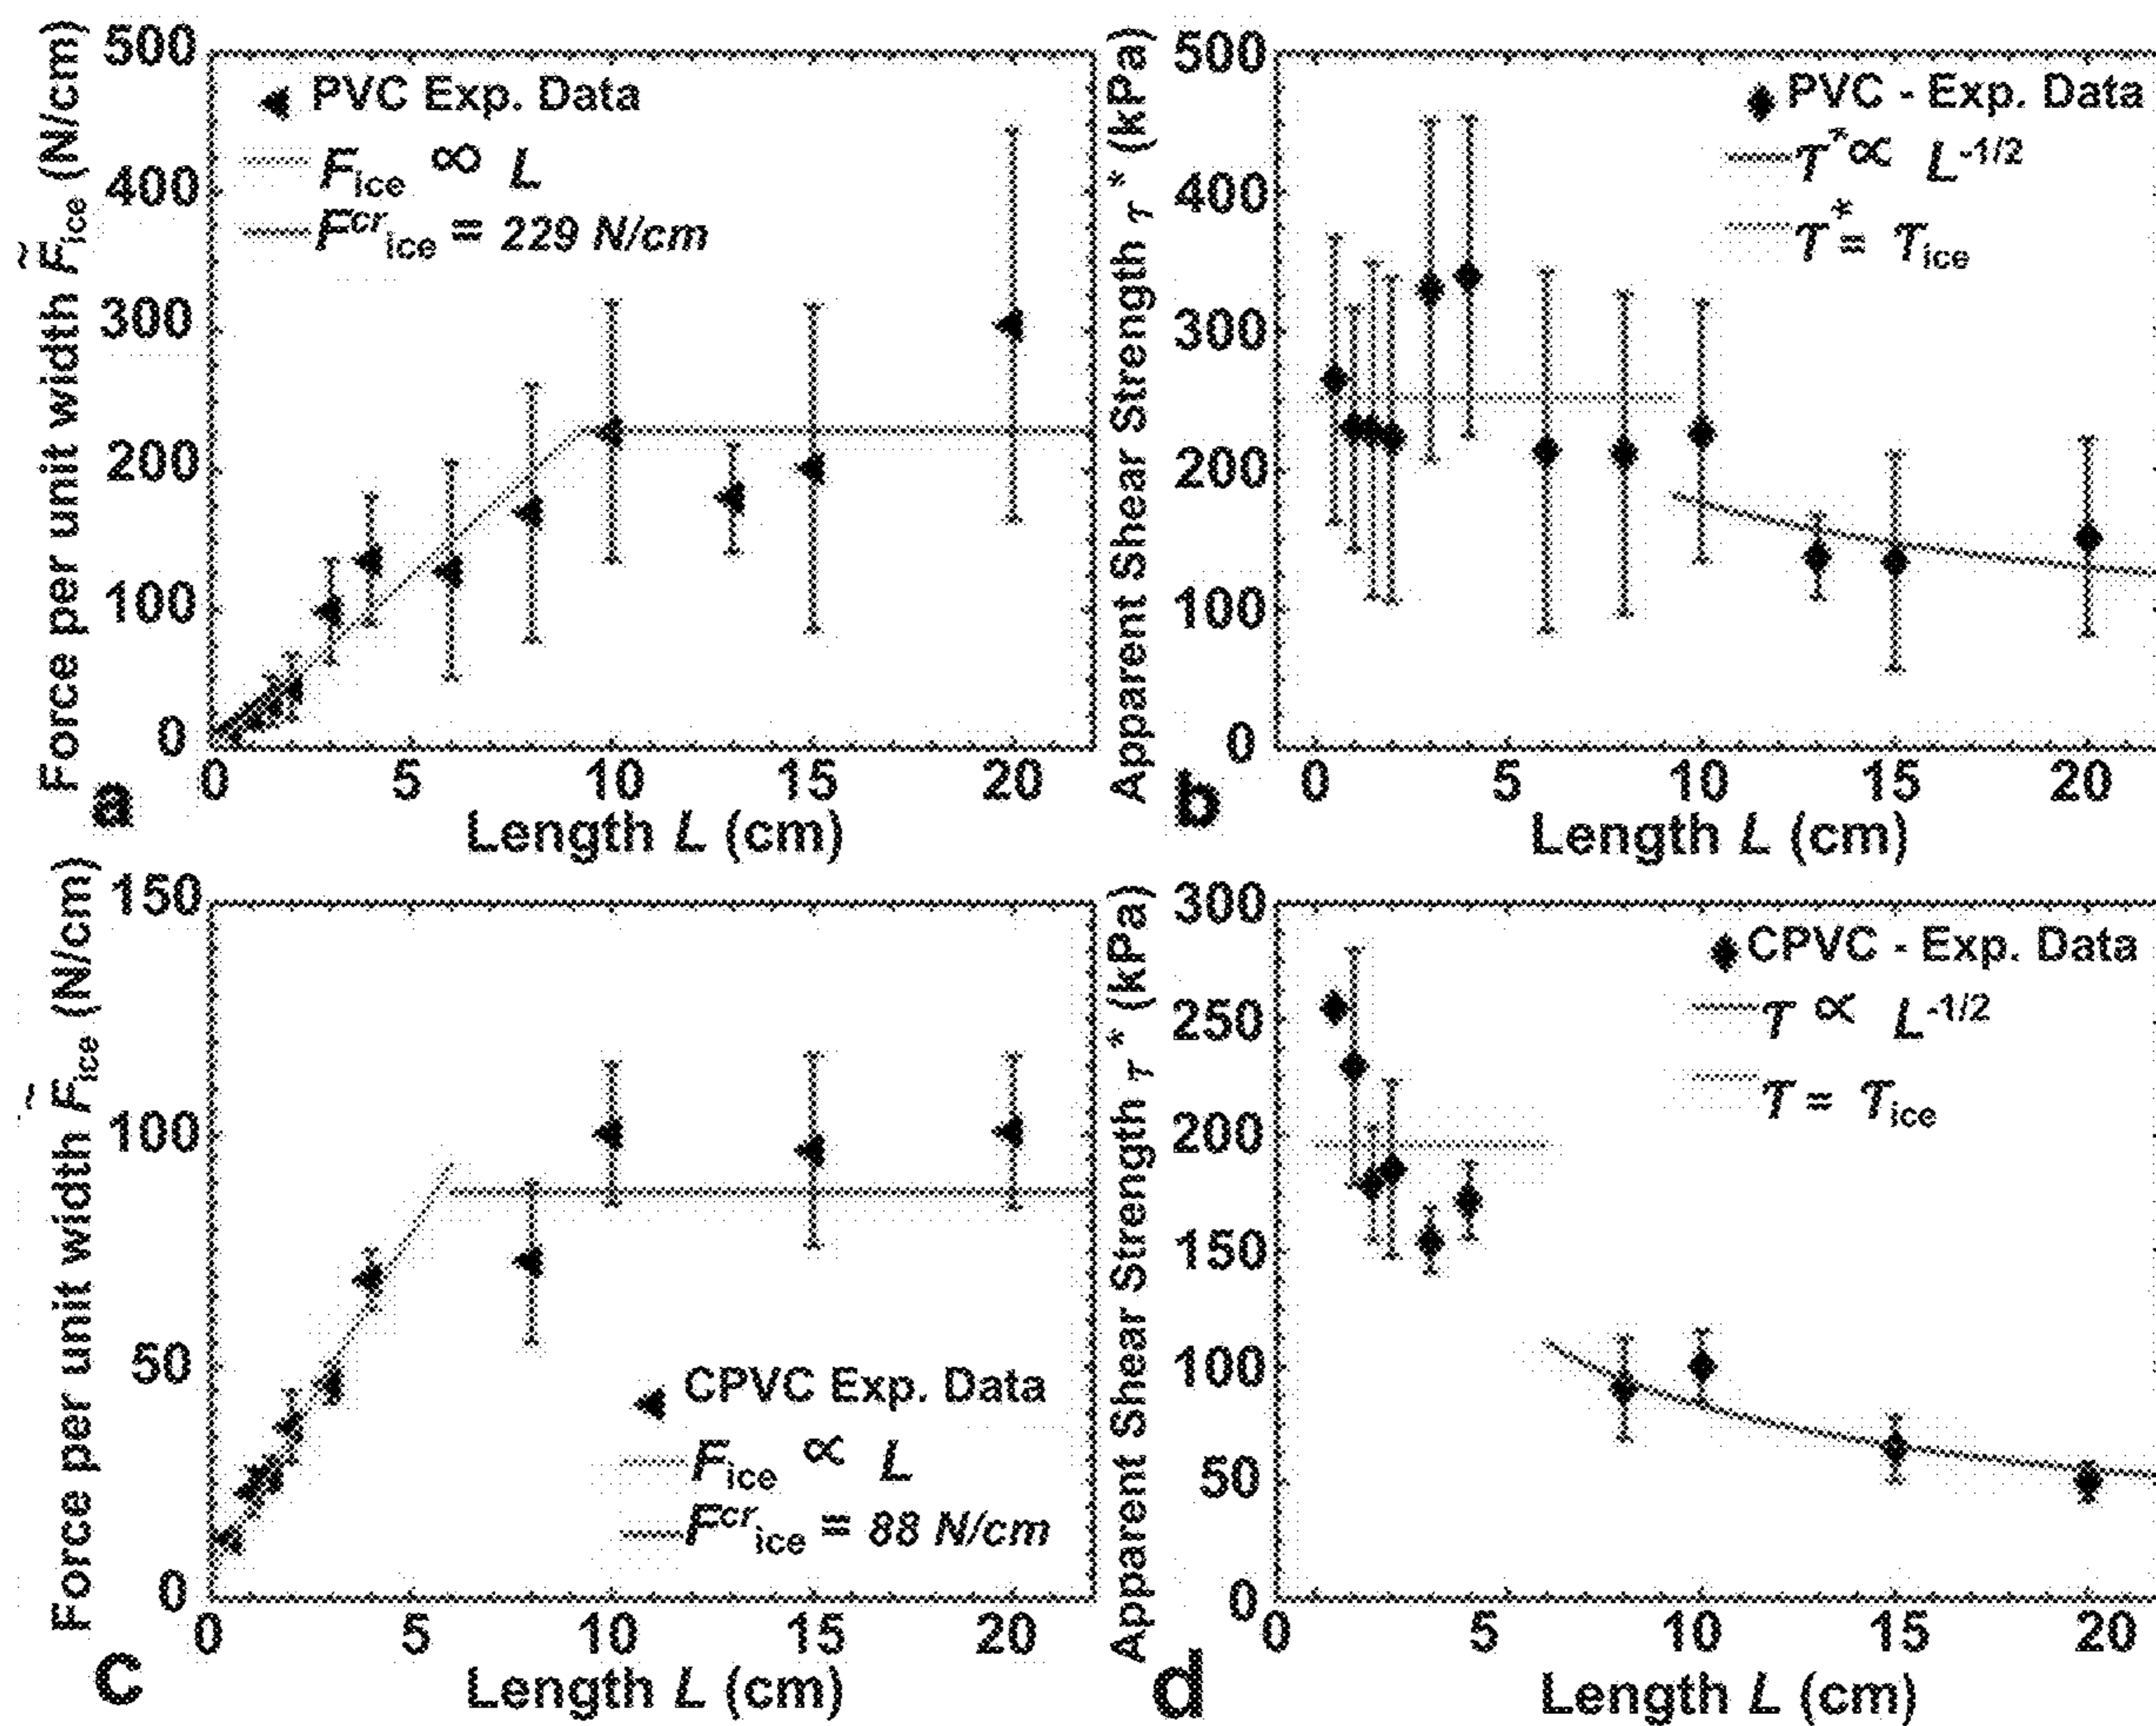 Force per unit width F̃ice (N/cm)
500
400
300
200
100
0
PVC Exp. Data
Fice ∞ L
F^cr ice = 229 N/cm
0 5 10 15 20
Length L (cm)
a
Apparent Shear Strength τ* (kPa)
500
400
300
200
100
0
PVC - Exp. Data
τ* ∝ L^-1/2
τ* = τice
0 5 10 15 20
Length L (cm)
b
Force per unit width F̃ice (N/cm)
150
100
50
0
CPVC Exp. Data
Fice ∝ L
F^cr ice = 88 N/cm
0 5 10 15 20
Length L (cm)
c
Apparent Shear Strength τ* (kPa)
300
250
200
150
100
50
0
CPVC - Exp. Data
τ ∝ L^-1/2
τ = τice
0 5 10 15 20
Length L (cm)
d